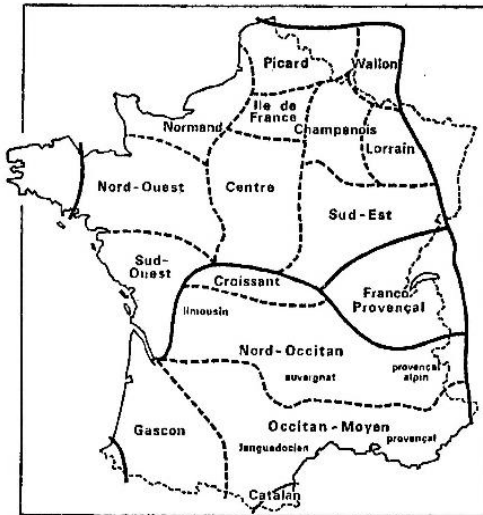 Picard
Wallon
Ile de
France
Normand
Champenois
Lorrain
Nord-Ouest
Centre
Sud-Est
Sud-
Ouest
Croissant
Franco
Provençal
limousin
Nord-Occitan
auvergnat
provençal
alpin
Gascon
Occitan-Moyen
languedocien
provençal
Catalan